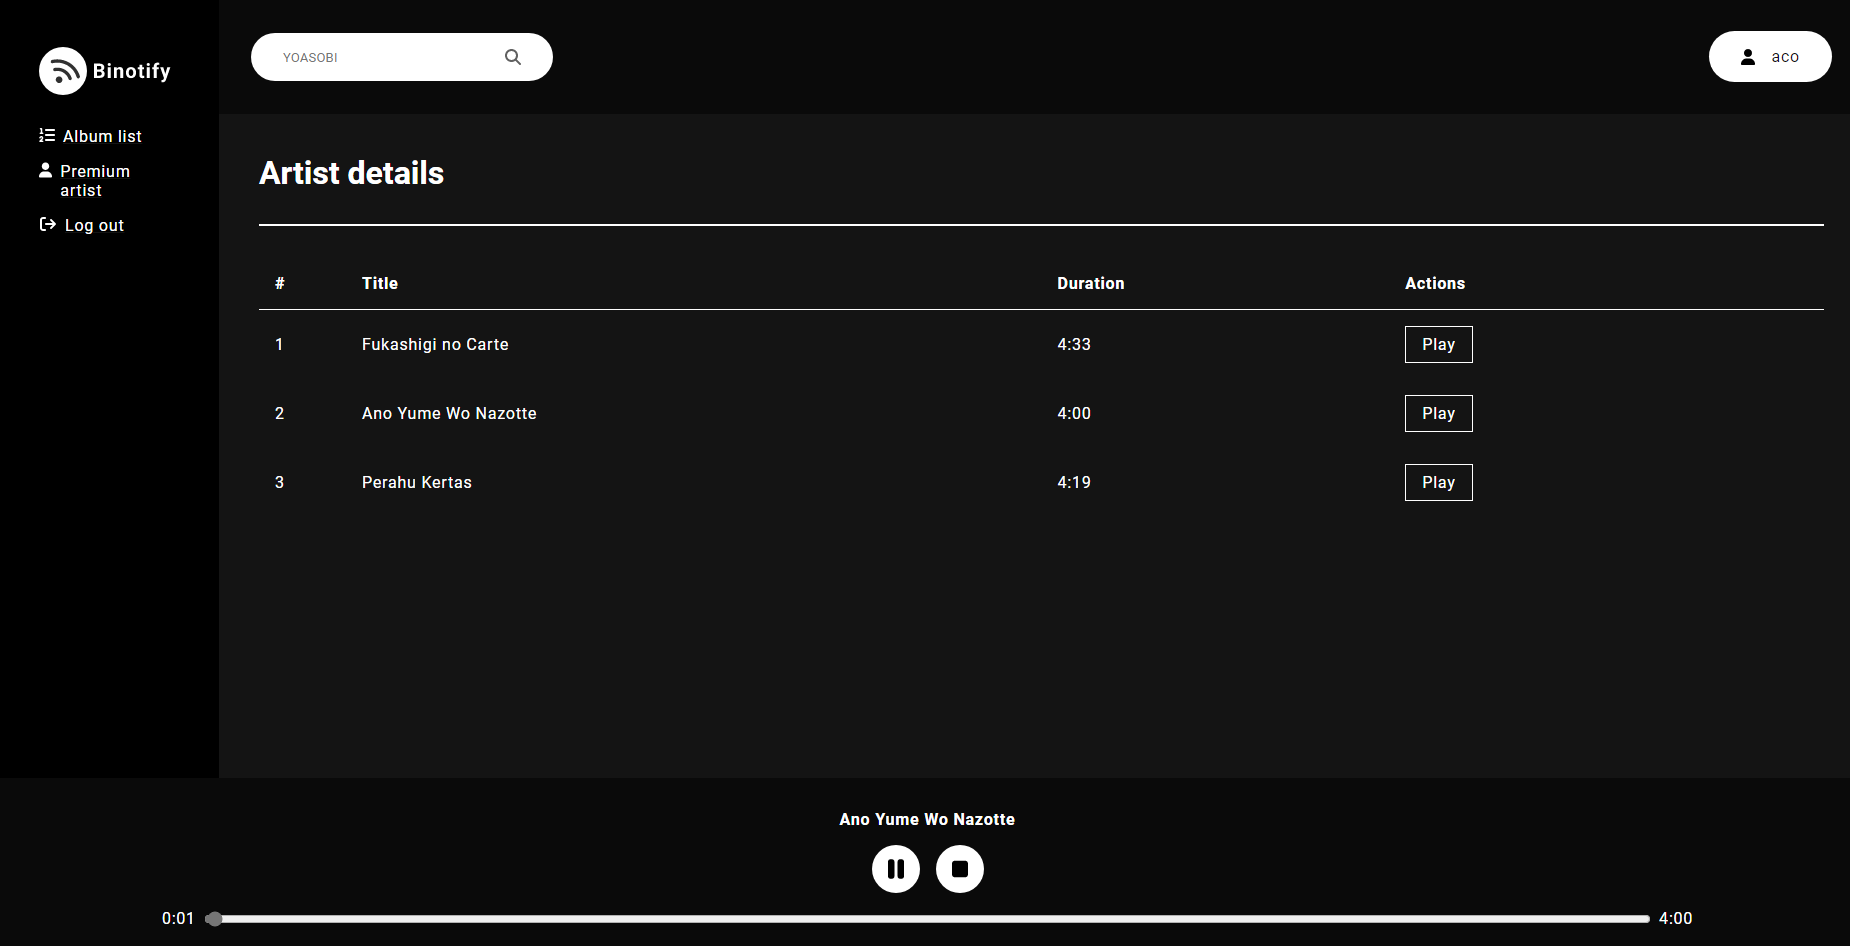 Binotify
Album list
Premium
artist
Log out
YOASOBI
aco
Artist details
# Title Duration Actions
1 Fukashigi no Carte 4:33 Play
2 Ano Yume Wo Nazotte 4:00 Play
3 Perahu Kertas 4:19 Play
Ano Yume Wo Nazotte
0:01 4:00